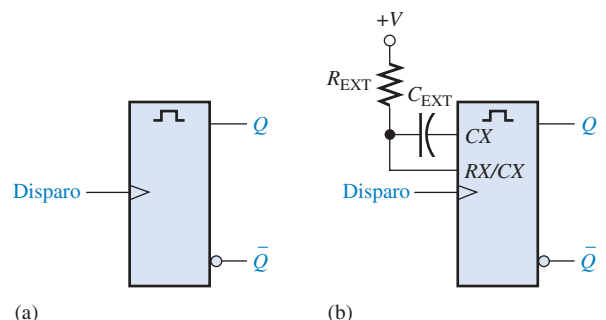 +V
R_EXT
C_EXT
Q
CX
Q
RX/CX
Disparo
Disparo
Q̄
Q̄
(a)
(b)